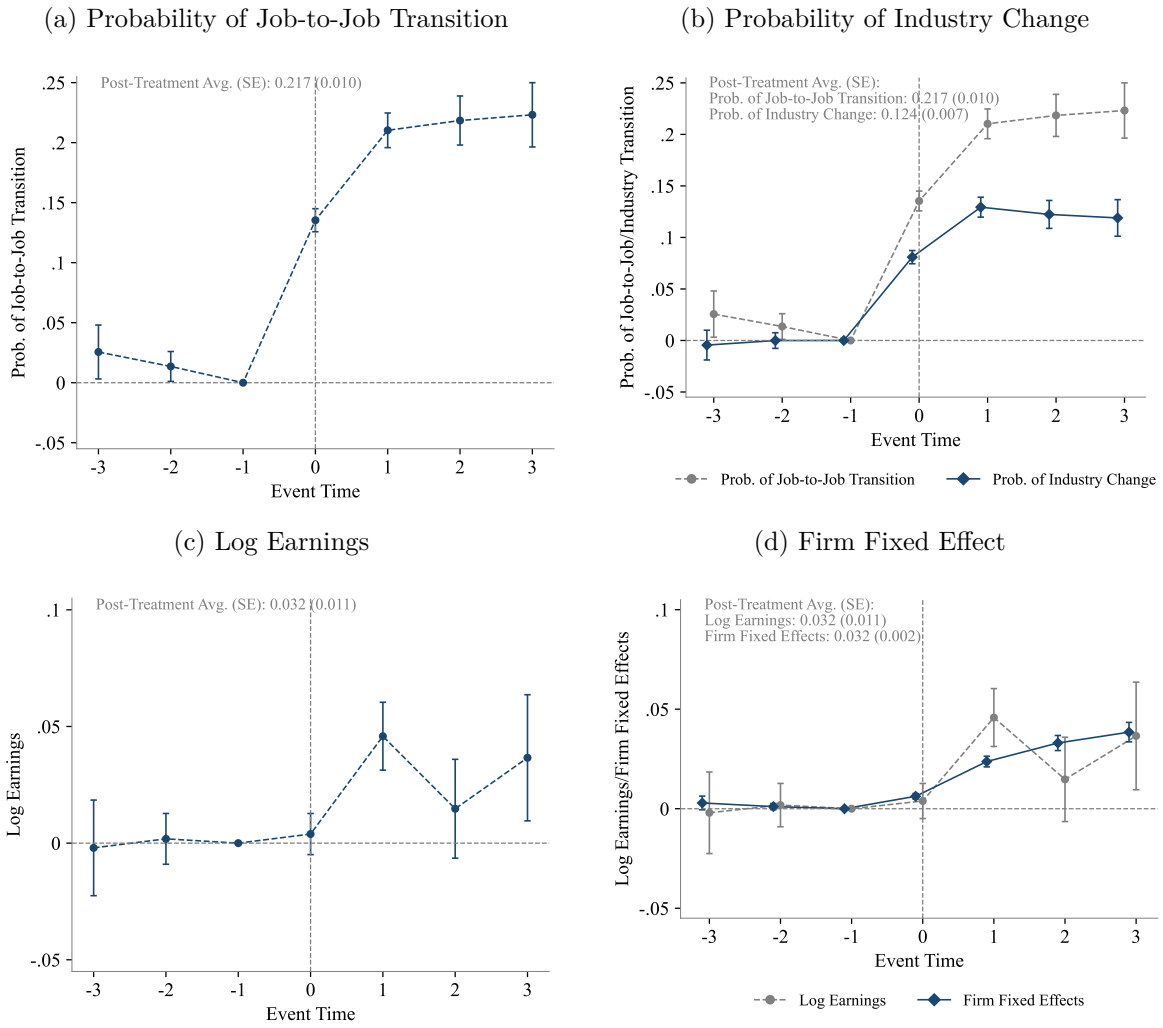 (a) Probability of Job-to-Job Transition
Post-Treatment Avg. (SE): 0.217 (0.010)
.25
.2
.15
.1
.05
0
-.05
Prob. of Job-to-Job Transition
-3 -2 -1 0 1 2 3
Event Time
(b) Probability of Industry Change
Post-Treatment Avg. (SE):
Prob. of Job-to-Job Transition: 0.217 (0.010)
Prob. of Industry Change: 0.124 (0.007)
.25
.2
.15
.1
.05
0
-.05
Prob. of Job-to-Job/Industry Transition
-3 -2 -1 0 1 2 3
Event Time
Prob. of Job-to-Job Transition Prob. of Industry Change
(c) Log Earnings
Post-Treatment Avg. (SE): 0.032 (0.011)
.1
.05
0
-.05
Log Earnings
-3 -2 -1 0 1 2 3
Event Time
(d) Firm Fixed Effect
Post-Treatment Avg. (SE):
Log Earnings: 0.032 (0.011)
Firm Fixed Effects: 0.032 (0.002)
.1
.05
0
-.05
Log Earnings/Firm Fixed Effects
-3 -2 -1 0 1 2 3
Event Time
Log Earnings Firm Fixed Effects